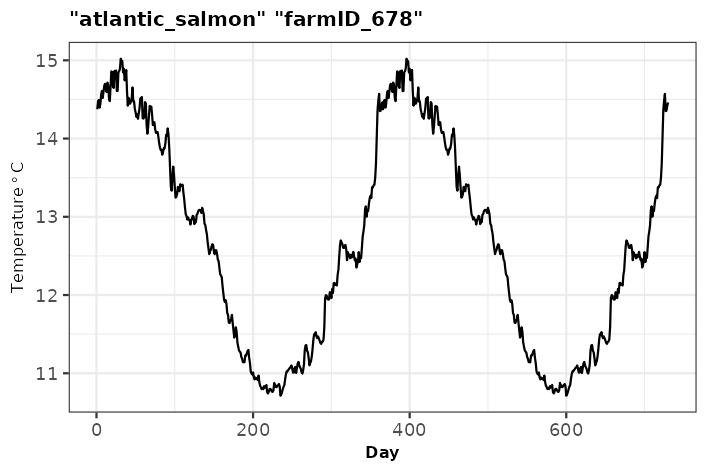 "atlantic_salmon" "farmID_678"
15
14
13
12
11
Temperature ° C
0 200 400 600
Day